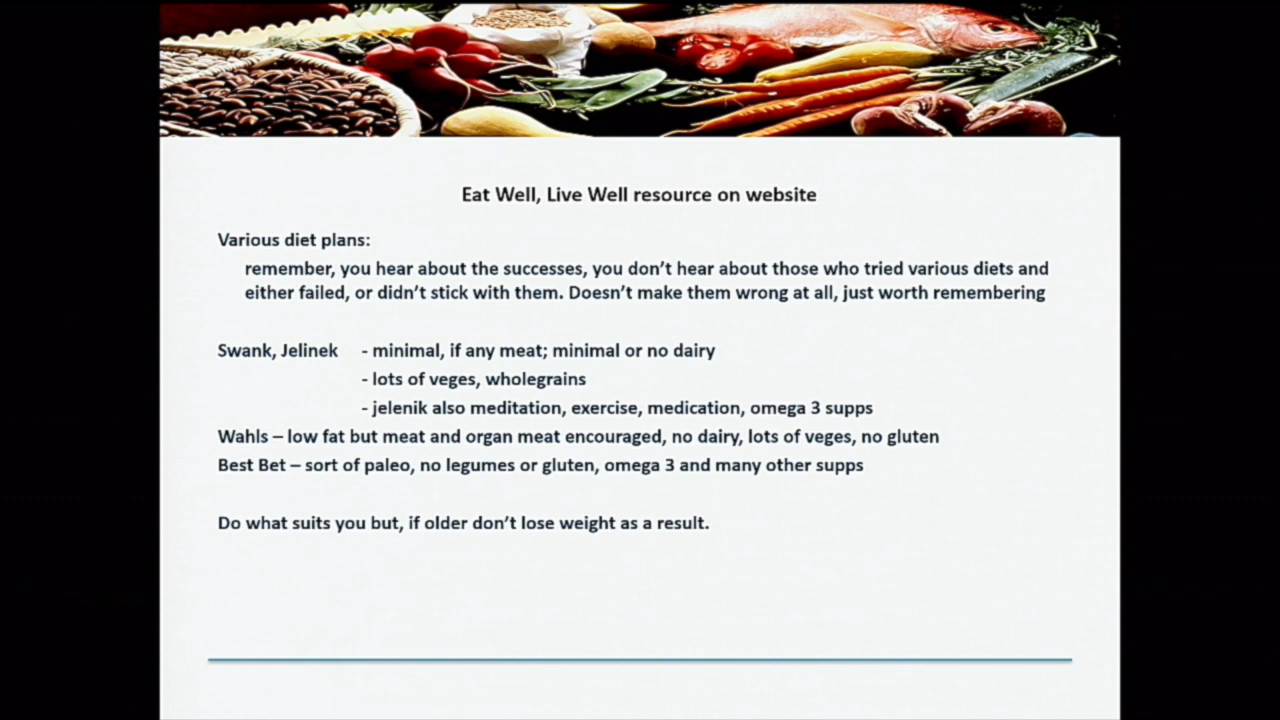 Eat Well, Live Well resource on website
Various diet plans:
remember, you hear about the successes, you don't hear about those who tried various diets and
either failed, or didn't stick with them. Doesn't make them wrong at all, just worth remembering
Swank, Jelinek - minimal, if any meat; minimal or no dairy
- lots of veges, wholegrains
- jelenik also meditation, exercise, medication, omega 3 supps
Wahls – low fat but meat and organ meat encouraged, no dairy, lots of veges, no gluten
Best Bet – sort of paleo, no legumes or gluten, omega 3 and many other supps
Do what suits you but, if older don't lose weight as a result.